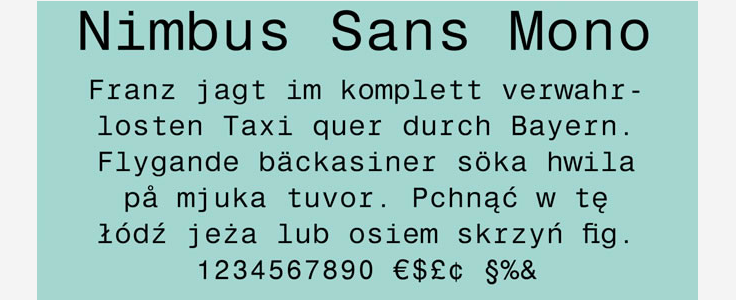 Nimbus Sans Mono
Franz jagt im komplett verwahr-
losten Taxi quer durch Bayern.
Flygande bäckasiner söka hwila
på mjuka tuvor. Pchnąć w tę
łódź jeża lub osiem skrzyń fig.
1234567890 €$£¢ §%&